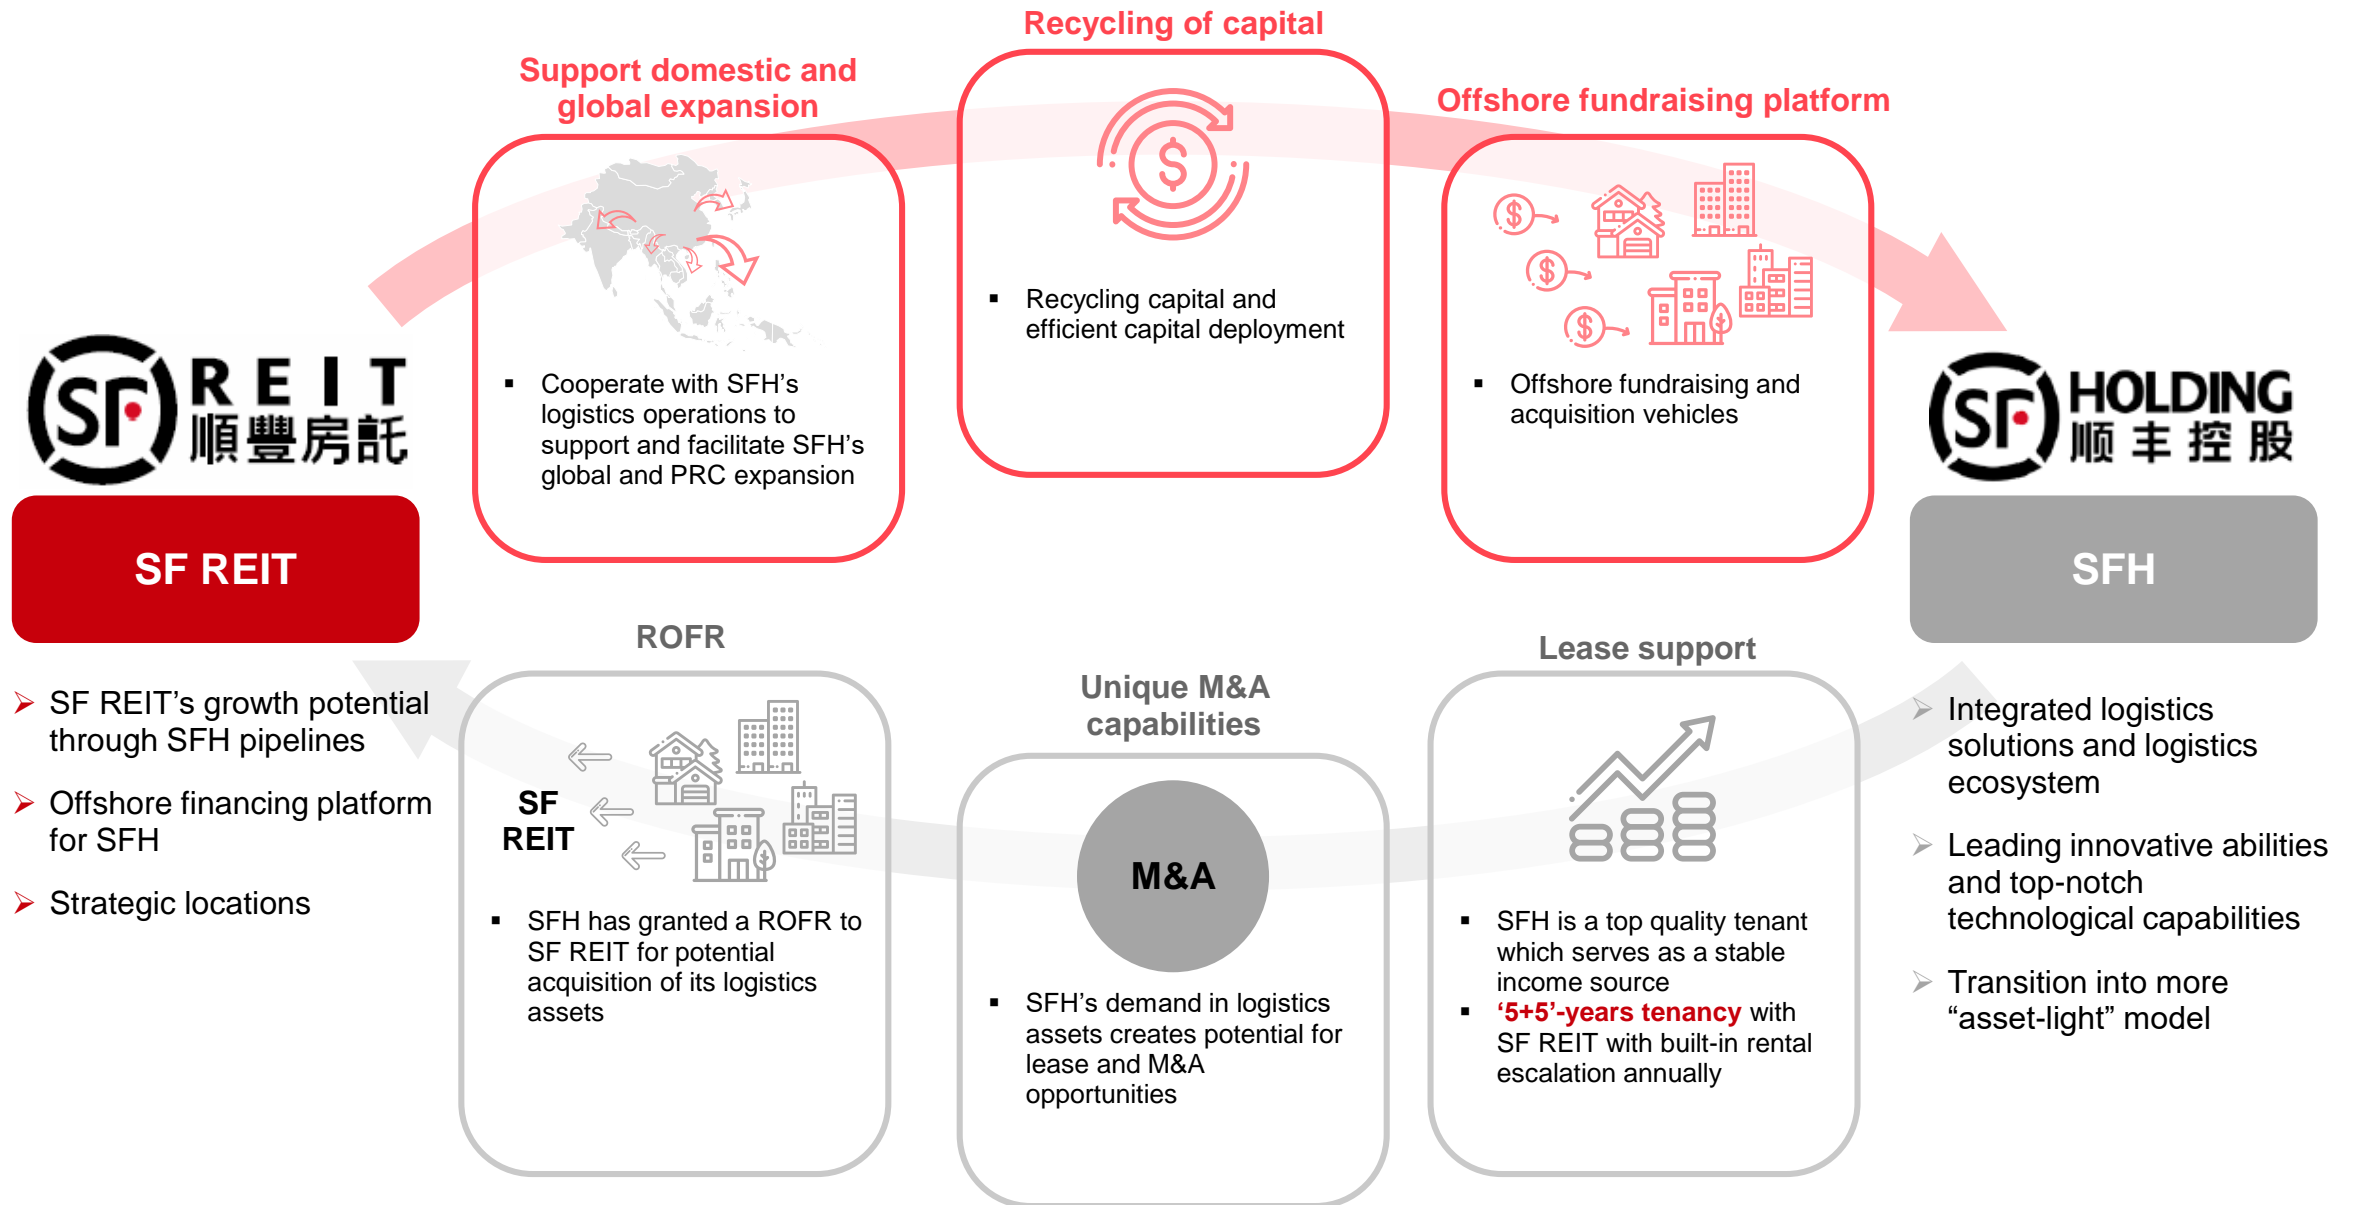 Recycling of capital
Support domestic and
global expansion
Offshore fundraising platform
Cooperate with SFH’s
logistics operations to
support and facilitate SFH’s
global and PRC expansion
$
Recycling capital and
efficient capital deployment
$
$
$
Offshore fundraising and
acquisition vehicles
SF
REIT
順豐房託
SF REIT
SF
HOLDING
顺丰控股
SFH
SF REIT’s growth potential
through SFH pipelines
Offshore financing platform
for SFH
Strategic locations
ROFR
SF
REIT
SFH has granted a ROFR to
SF REIT for potential
acquisition of its logistics
assets
Unique M&A
capabilities
M&A
SFH’s demand in logistics
assets creates potential for
lease and M&A
opportunities
Lease support
SFH is a top quality tenant
which serves as a stable
income source
‘5+5’-years tenancy with
SF REIT with built-in rental
escalation annually
Integrated logistics
solutions and logistics
ecosystem
Leading innovative abilities
and top-notch
technological capabilities
Transition into more
“asset-light” model